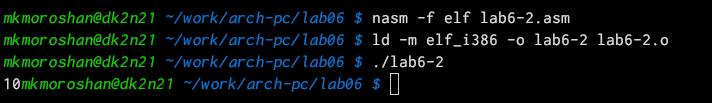 mkmoroshan@dk2n21 ~/work/arch-pc/lab06 $ nasm -f elf lab6-2.asm
mkmoroshan@dk2n21 ~/work/arch-pc/lab06 $ ld -m elf_i386 -o lab6-2 lab6-2.o
mkmoroshan@dk2n21 ~/work/arch-pc/lab06 $ ./lab6-2
10mkmoroshan@dk2n21 ~/work/arch-pc/lab06 $